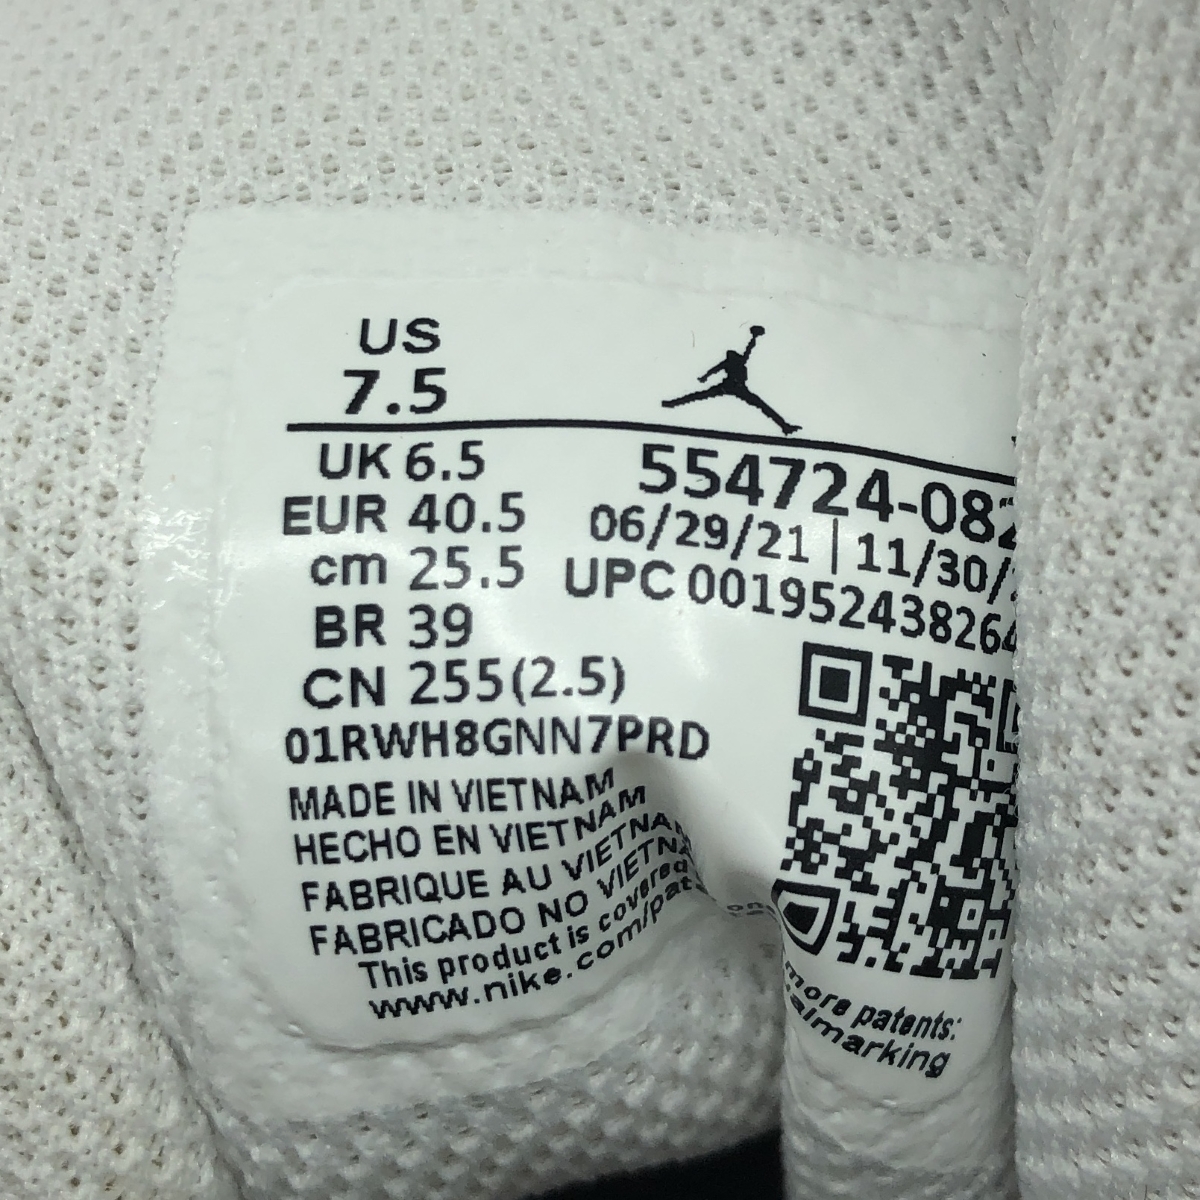 US
7.5
UK 6.5
EUR 40.5
cm 25.5
BR 39
CN 255(2.5)
01RWH8GNN7PRD
MADE IN VIETNAM
HECHO EN VIETNAM
FABRIQUE AU VIETNAM
FABRICADO NO VIETNAM
This product is covered
www.nike.com/pat
554724-082
06/29/21 | 11/30/
UPC 00195243826
more patents:
almarking